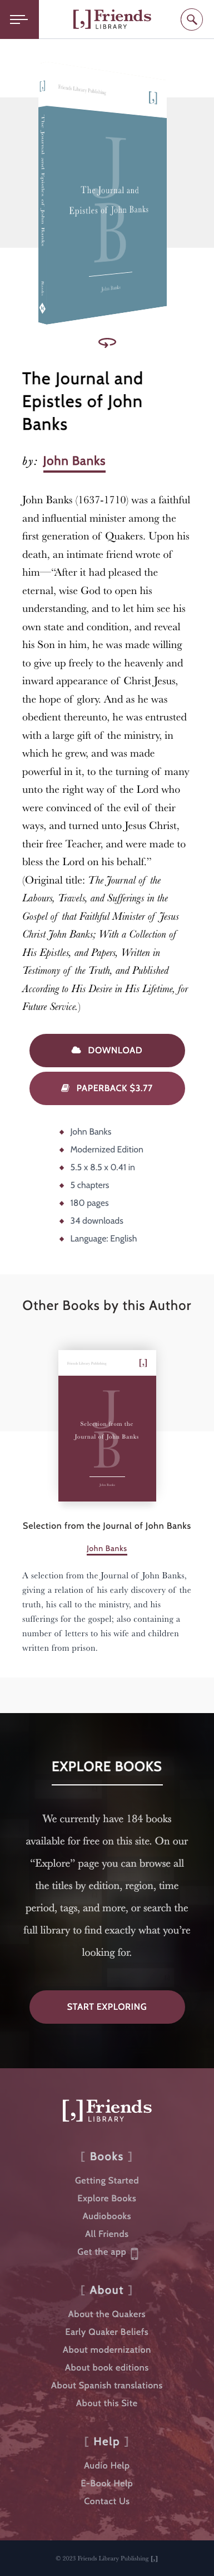 [,] Friends
LIBRARY
Friends Library Publishing
[,]
The Journal and Epistles of John Banks
Banks
J
B
The Journal and
Epistles of John Banks
John Banks
The Journal and
Epistles of John
Banks
by: John Banks
John Banks (1637-1710) was a faithful
and influential minister among the
first generation of Quakers. Upon his
death, an intimate friend wrote of
him—“After it had pleased the
eternal, wise God to open his
understanding, and to let him see his
own state and condition, and reveal
his Son in him, he was made willing
to give up freely to the heavenly and
inward appearance of Christ Jesus,
the hope of glory. And as he was
obedient thereunto, he was entrusted
with a large gift of the ministry, in
which he grew, and was made
powerful in it, to the turning of many
unto the right way of the Lord who
were convinced of the evil of their
ways, and turned unto Jesus Christ,
their free Teacher, and were made to
bless the Lord on his behalf.”
(Original title: The Journal of the
Labours, Travels, and Sufferings in the
Gospel of that Faithful Minister of Jesus
Christ John Banks; With a Collection of
His Epistles, and Papers, Written in
Testimony of the Truth, and Published
According to His Desire in His Lifetime, for
Future Service.)
DOWNLOAD
PAPERBACK $3.77
John Banks
Modernized Edition
5.5 x 8.5 x 0.41 in
5 chapters
180 pages
34 downloads
Language: English
Other Books by this Author
Friends Library Publishing
[,]
J
B
Selection from the
Journal of John Banks
John Banks
Selection from the Journal of John Banks
John Banks
A selection from the Journal of John Banks,
giving a relation of his early discovery of the
truth, his call to the ministry, and his
sufferings for the gospel; also containing a
number of letters to his wife and children
written from prison.
EXPLORE BOOKS
We currently have 184 books
available for free on this site. On our
“Explore” page you can browse all
the titles by edition, region, time
period, tags, and more, or search the
full library to find exactly what you’re
looking for.
START EXPLORING
[,] Friends
LIBRARY
[ Books ]
Getting Started
Explore Books
Audiobooks
All Friends
Get the app
[ About ]
About the Quakers
Early Quaker Beliefs
About modernization
About book editions
About Spanish translations
About this Site
[ Help ]
Audio Help
E-Book Help
Contact Us
© 2023 Friends Library Publishing [,]